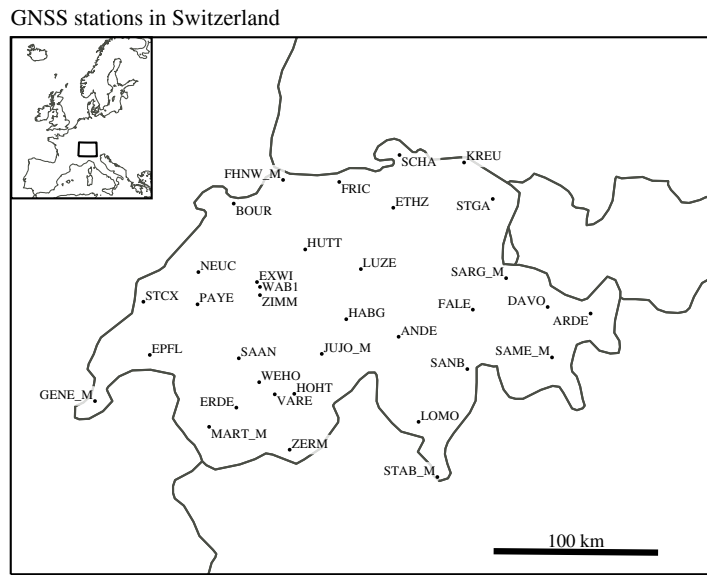 GNSS stations in Switzerland
SCHA
KREU
FHNW_M
FRIC
ETHZ
STGA
BOUR
HUTT
LUZE
NEUC
EXWI
WAB1
ZIMM
SARG_M
STCX
PAYE
FALE
DAVO
ARDE
HABG
ANDE
EPFL
SAAN
JUJO_M
SANB
SAME_M
WEHO
HOHT
VARE
GENE_M
ERDE
LOMO
MART_M
ZERM
STAB_M
100 km